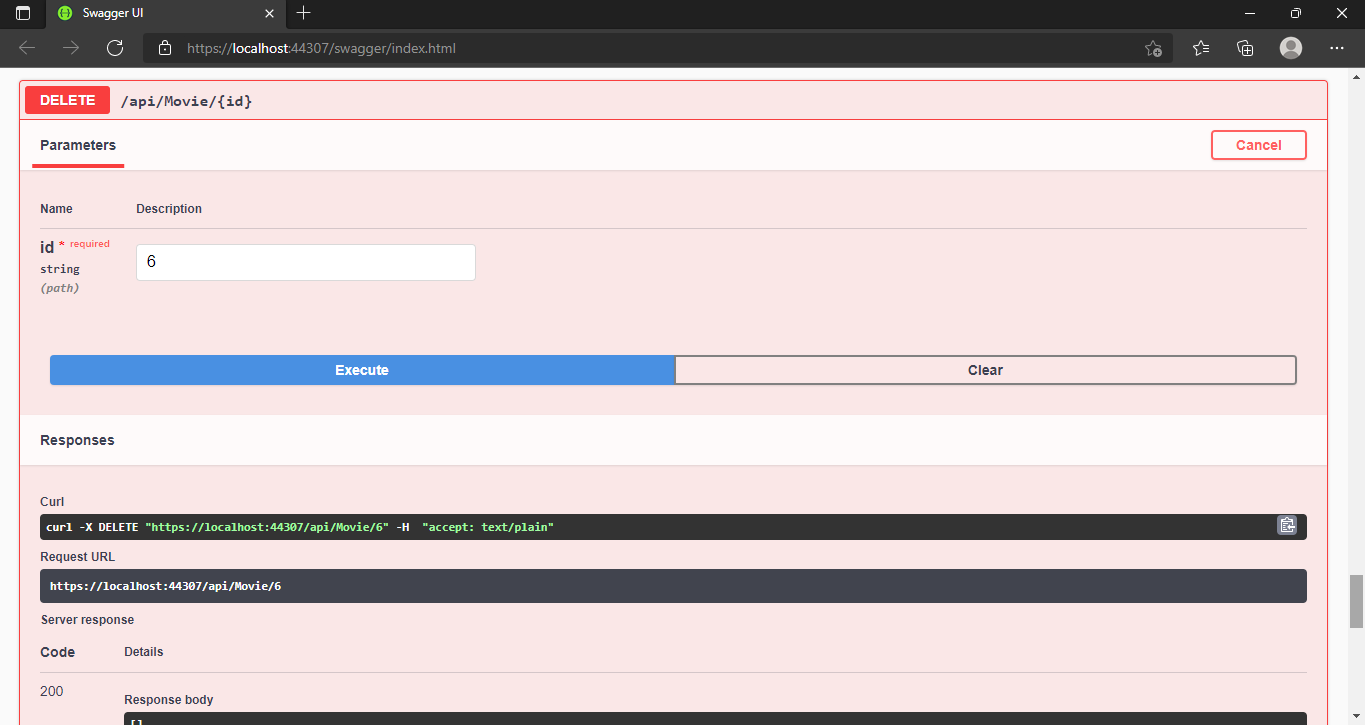 Swagger UI
https://localhost:44307/swagger/index.html
DELETE /api/Movie/{id}
Parameters Cancel
Name Description
id * required
string
(path)
6
Execute Clear
Responses
Curl
curl -X DELETE "https://localhost:44307/api/Movie/6" -H "accept: text/plain"
Request URL
https://localhost:44307/api/Movie/6
Server response
Code Details
200
Response body